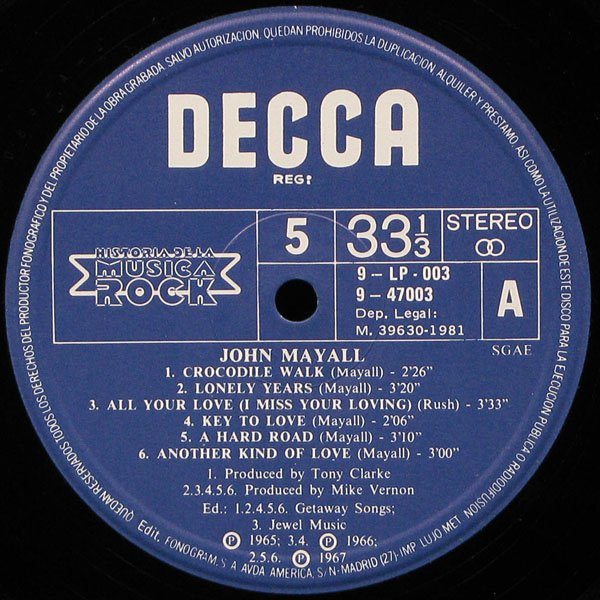 QUEDAN RESERVADOS TODOS LOS DERECHOS DEL PRODUCTOR FONOGRAFICO Y DEL PROPIETARIO DE LA OBRA GRABADA. SALVO AUTORIZACION, QUEDAN PROHIBIDOS LA DUPLICACION, ALQUILER Y PRESTAMO, ASI COMO LA UTILIZACION DE ESTE DISCO PARA LA EJECUCION PUBLICA O RADIODIFUSION
DECCA
REG:
HISTORIA DE LA
MUSICA
ROCK
5
33 1/3
STEREO
9 - LP - 003
9 - 47003
Dep. Legal:
M. 39630-1981
A
SGAE
JOHN MAYALL
1. CROCODILE WALK (Mayall) - 2'26"
2. LONELY YEARS (Mayall) - 3'20"
3. ALL YOUR LOVE (I MISS YOUR LOVING) (Rush) - 3'33"
4. KEY TO LOVE (Mayall) - 2'06"
5. A HARD ROAD (Mayall) - 3'10"
6. ANOTHER KIND OF LOVE (Mayall) - 3'00"
1. Produced by Tony Clarke
2.3.4.5.6. Produced by Mike Vernon
Ed.: 1.2.4.5.6. Getaway Songs;
3. Jewel Music
1. Ⓟ 1965; 3.4. Ⓟ 1966;
2.5.6. Ⓟ 1967
Edit. FONOGRAM, S. A. AVDA AMERICA, S/N-MADRID (27)-IMP. LUJO MET